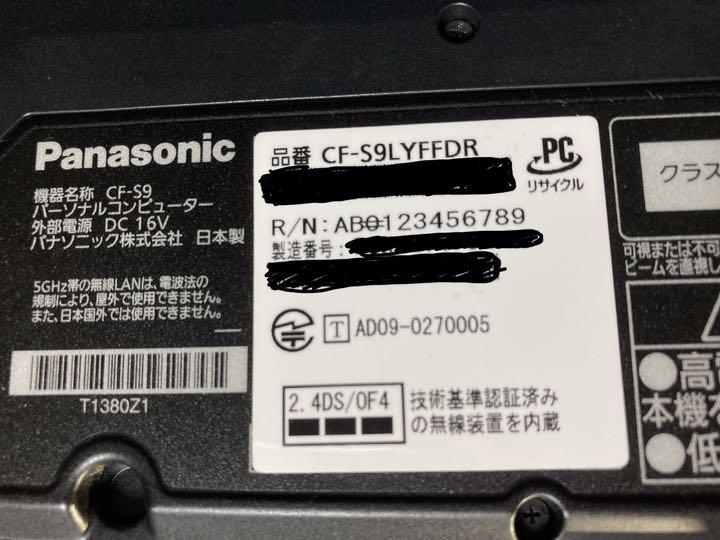 Panasonic
機器名称 CF-S9
パーソナルコンピューター
外部電源 DC 16V
パナソニック株式会社 日本製
5GHz帯の無線LANは、電波法の
規制により、屋外で使用できません。
また、日本国外では使用できません。
T1380Z1
品番 CF-S9LYFFDR
PC
リサイクル
R/N: AB0123456789
製造番号:
T AD09-0270005
2.4DS/OF4
技術基準認証済み
の無線装置を内蔵
クラス
可視または不可
ビームを直視し
高
本機を
低